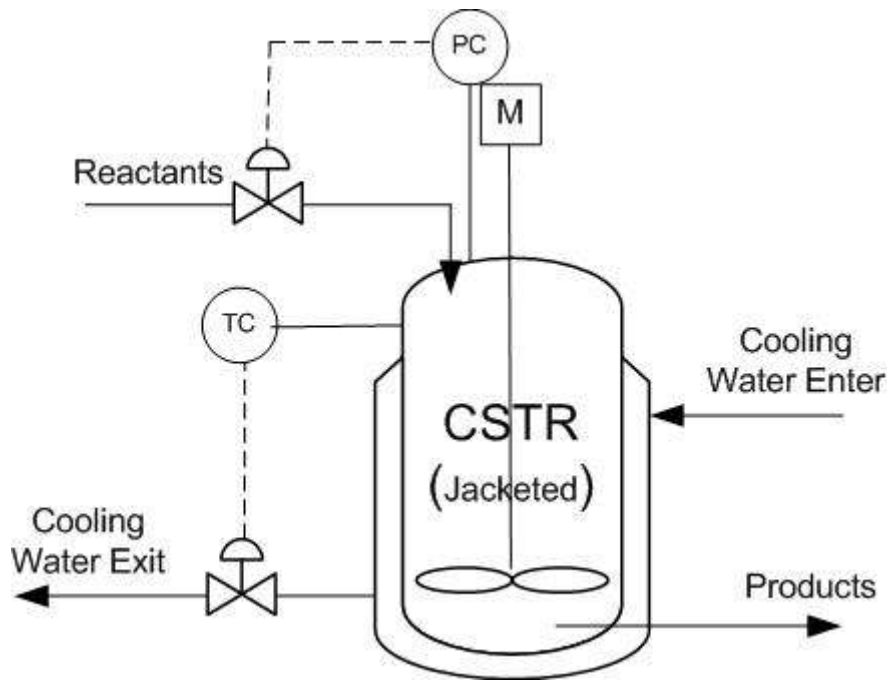 PC
M
Reactants
TC
Cooling
Water Enter
CSTR
(Jacketed)
Cooling
Water Exit
Products